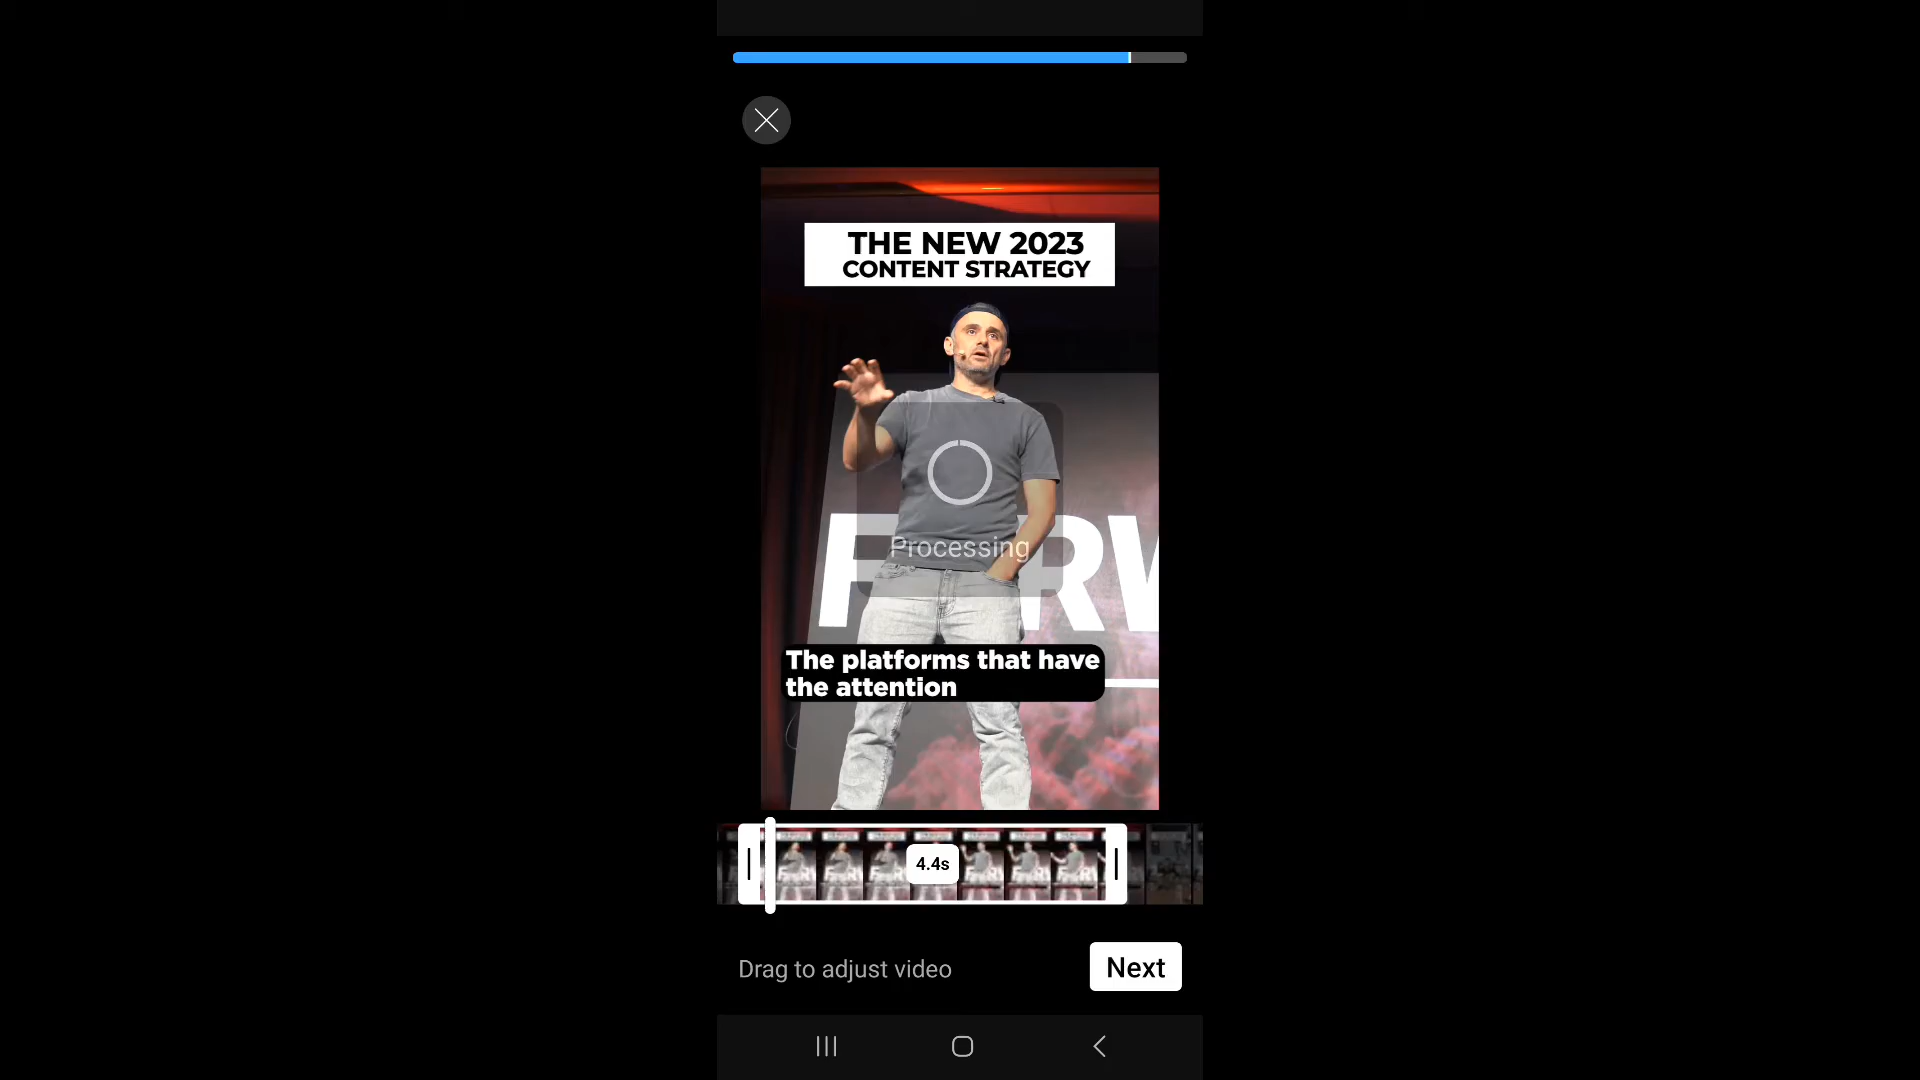 THE NEW 2023
CONTENT STRATEGY
Processing
F RW
The platforms that have
the attention
4.4s
Drag to adjust video
Next